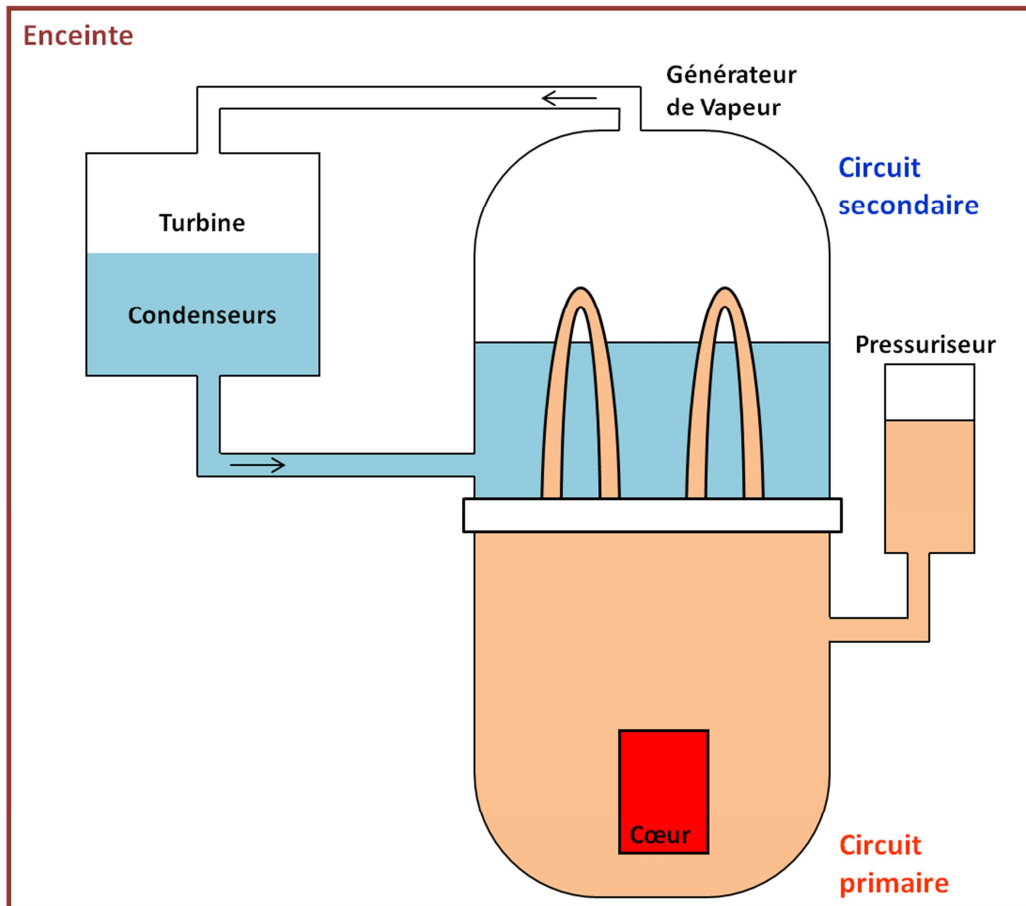 Enceinte
Générateur
de Vapeur
Circuit
secondaire
Turbine
Condenseurs
Pressuriseur
Cœur
Circuit
primaire